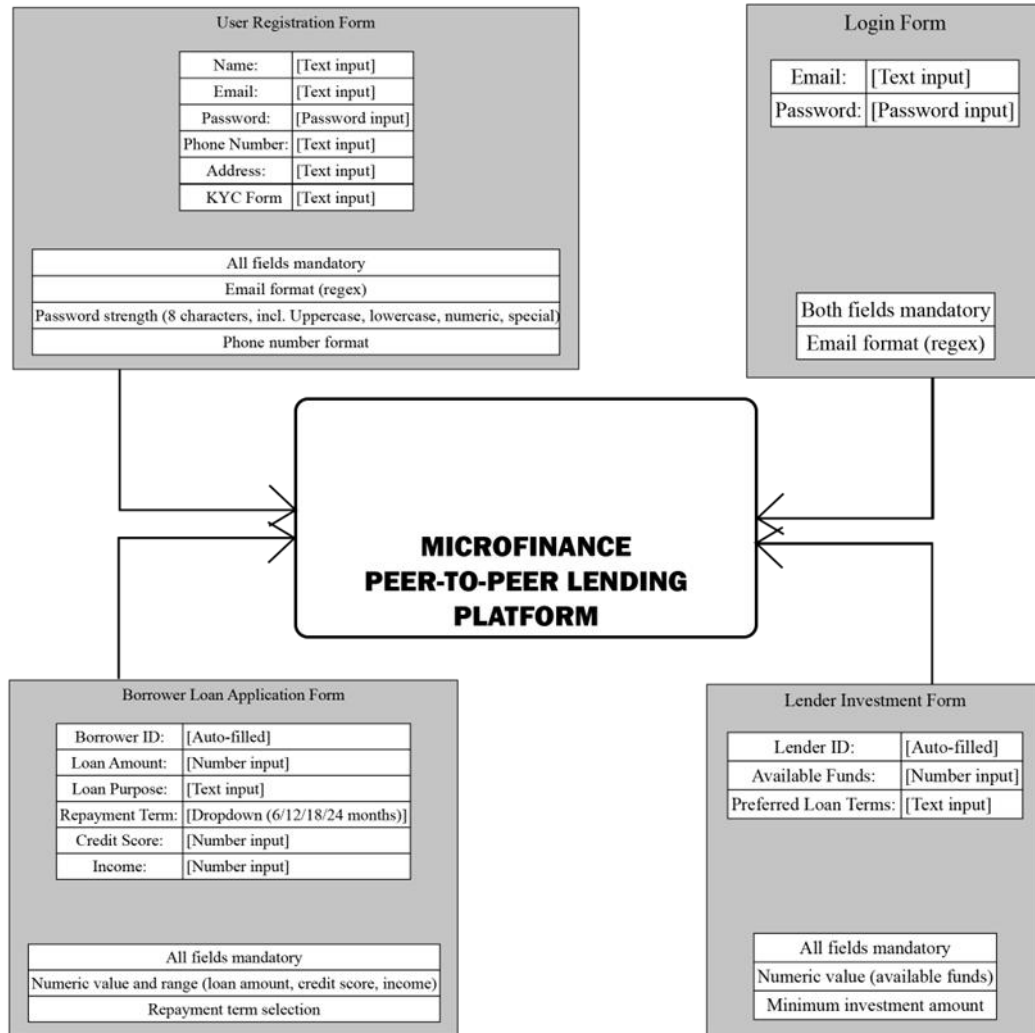 User Registration Form
Name: [Text input]
Email: [Text input]
Password: [Password input]
Phone Number: [Text input]
Address: [Text input]
KYC Form [Text input]
All fields mandatory
Email format (regex)
Password strength (8 characters, incl. Uppercase, lowercase, numeric, special)
Phone number format
Login Form
Email: [Text input]
Password: [Password input]
Both fields mandatory
Email format (regex)
MICROFINANCE
PEER-TO-PEER LENDING
PLATFORM
Borrower Loan Application Form
Borrower ID: [Auto-filled]
Loan Amount: [Number input]
Loan Purpose: [Text input]
Repayment Term: [Dropdown (6/12/18/24 months)]
Credit Score: [Number input]
Income: [Number input]
All fields mandatory
Numeric value and range (loan amount, credit score, income)
Repayment term selection
Lender Investment Form
Lender ID: [Auto-filled]
Available Funds: [Number input]
Preferred Loan Terms: [Text input]
All fields mandatory
Numeric value (available funds)
Minimum investment amount